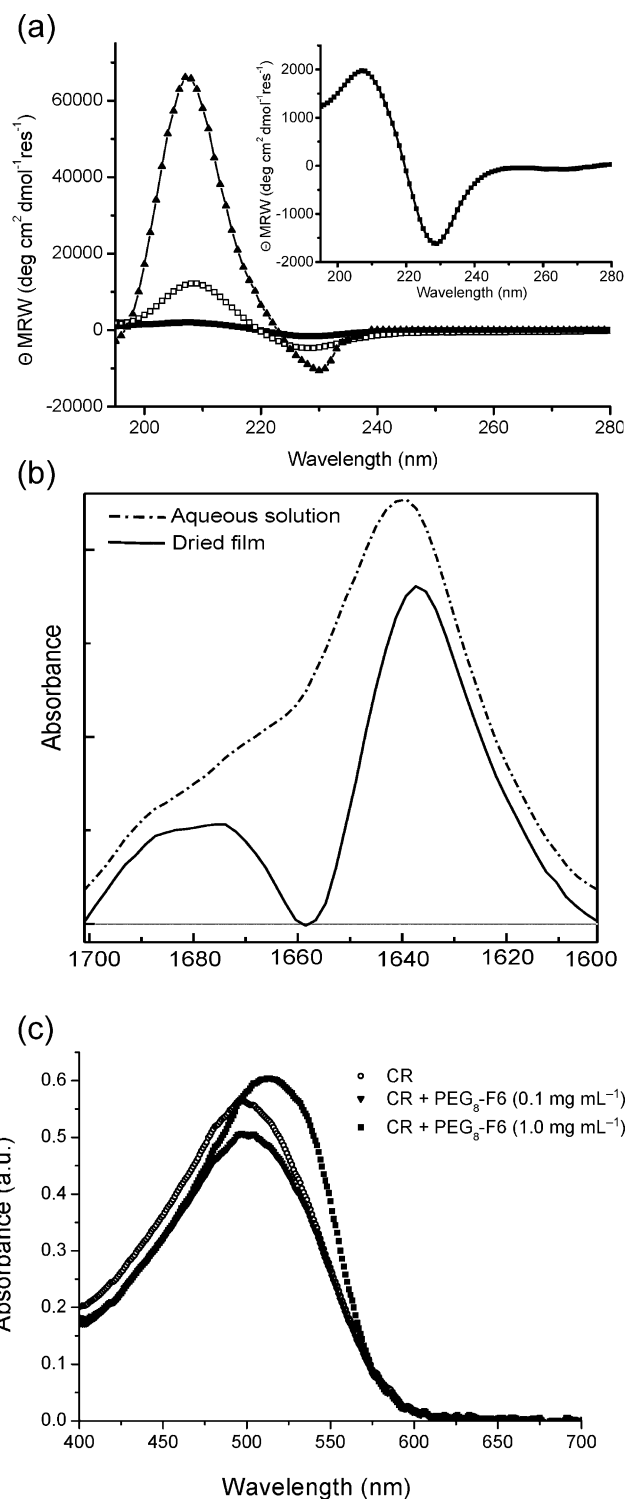 (a)
Θ MRW (deg cm² dmol⁻¹res⁻¹)
60000
40000
20000
0
-20000
200
220
240
260
280
Wavelength (nm)
Θ MRW (deg cm² dmol⁻¹res⁻¹)
2000
1000
0
-1000
-2000
200
220
240
260
280
Wavelength (nm)
(b)
Aqueous solution
Dried film
Absorbance
1700
1680
1660
1640
1620
1600
(c)
Absorbance (a.u.)
0.6
0.5
0.4
0.3
0.2
0.1
0.0
CR
CR + PEG₈-F6 (0.1 mg mL⁻¹)
CR + PEG₈-F6 (1.0 mg mL⁻¹)
400
450
500
550
600
650
700
Wavelength (nm)